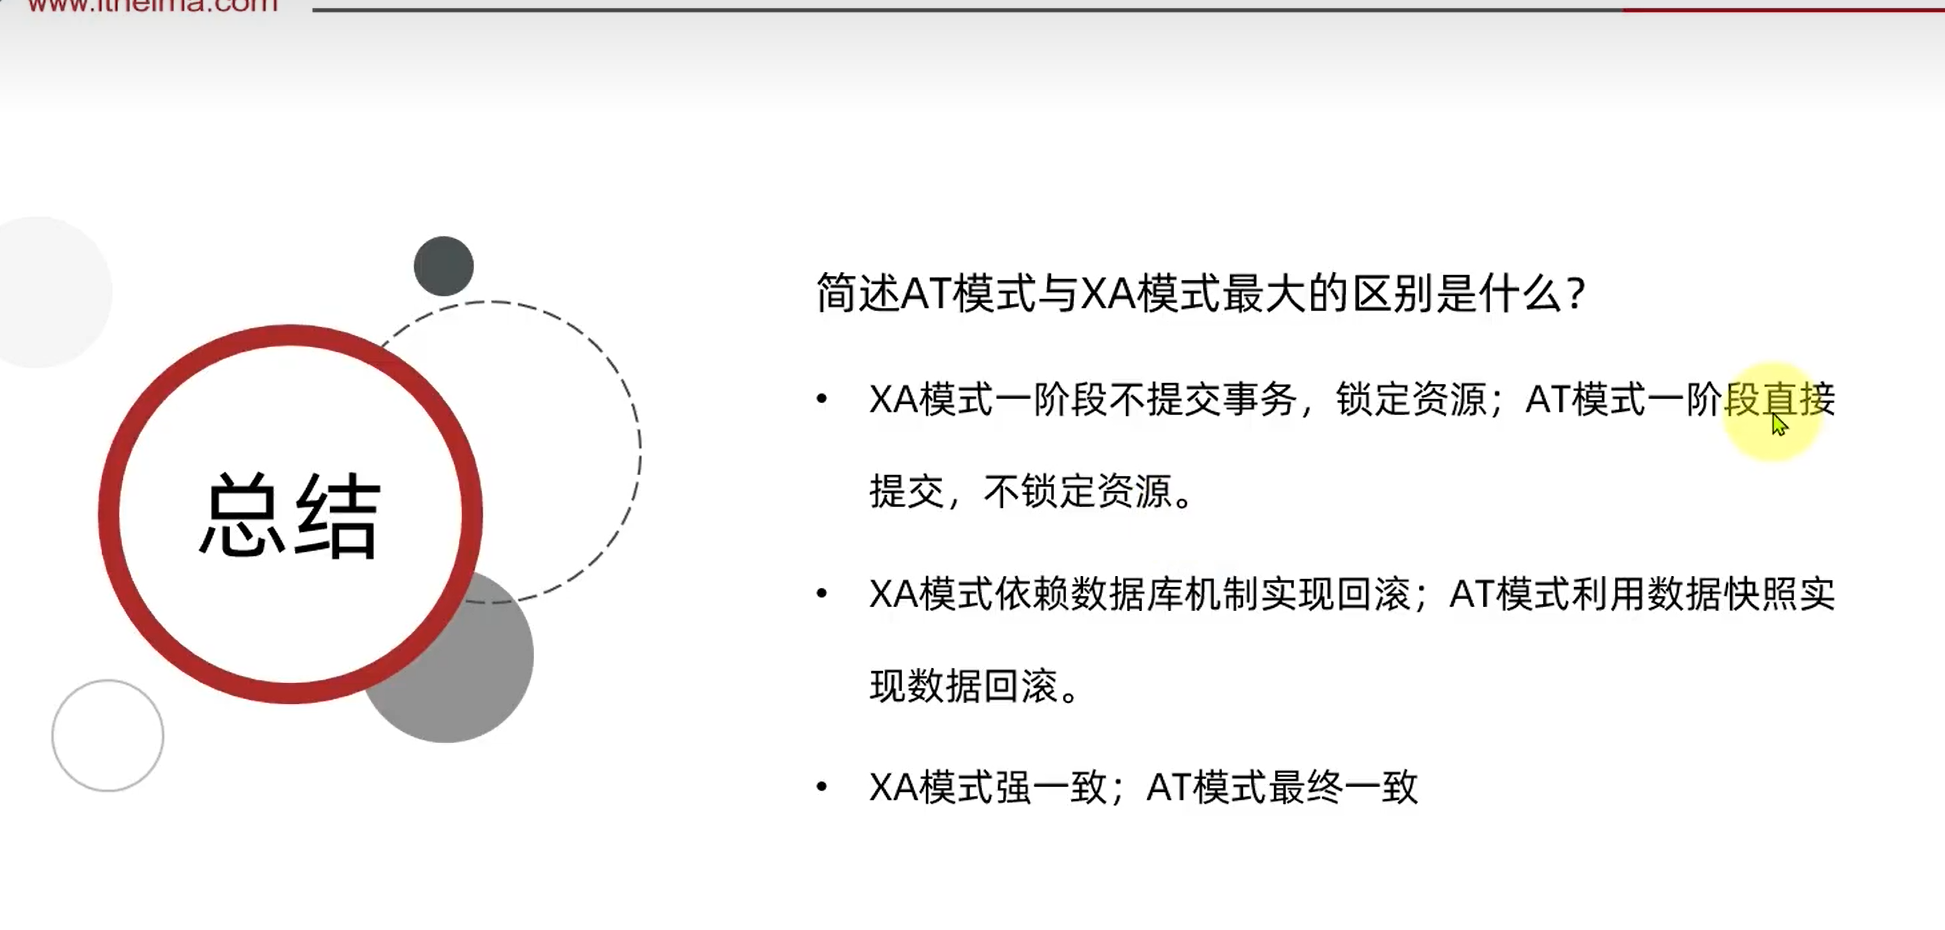 www.itheima.com
简述AT模式与XA模式最大的区别是什么？
总结
XA模式一阶段不提交事务，锁定资源；AT模式一阶段直接
提交，不锁定资源。
XA模式依赖数据库机制实现回滚；AT模式利用数据快照实
现数据回滚。
XA模式强一致；AT模式最终一致